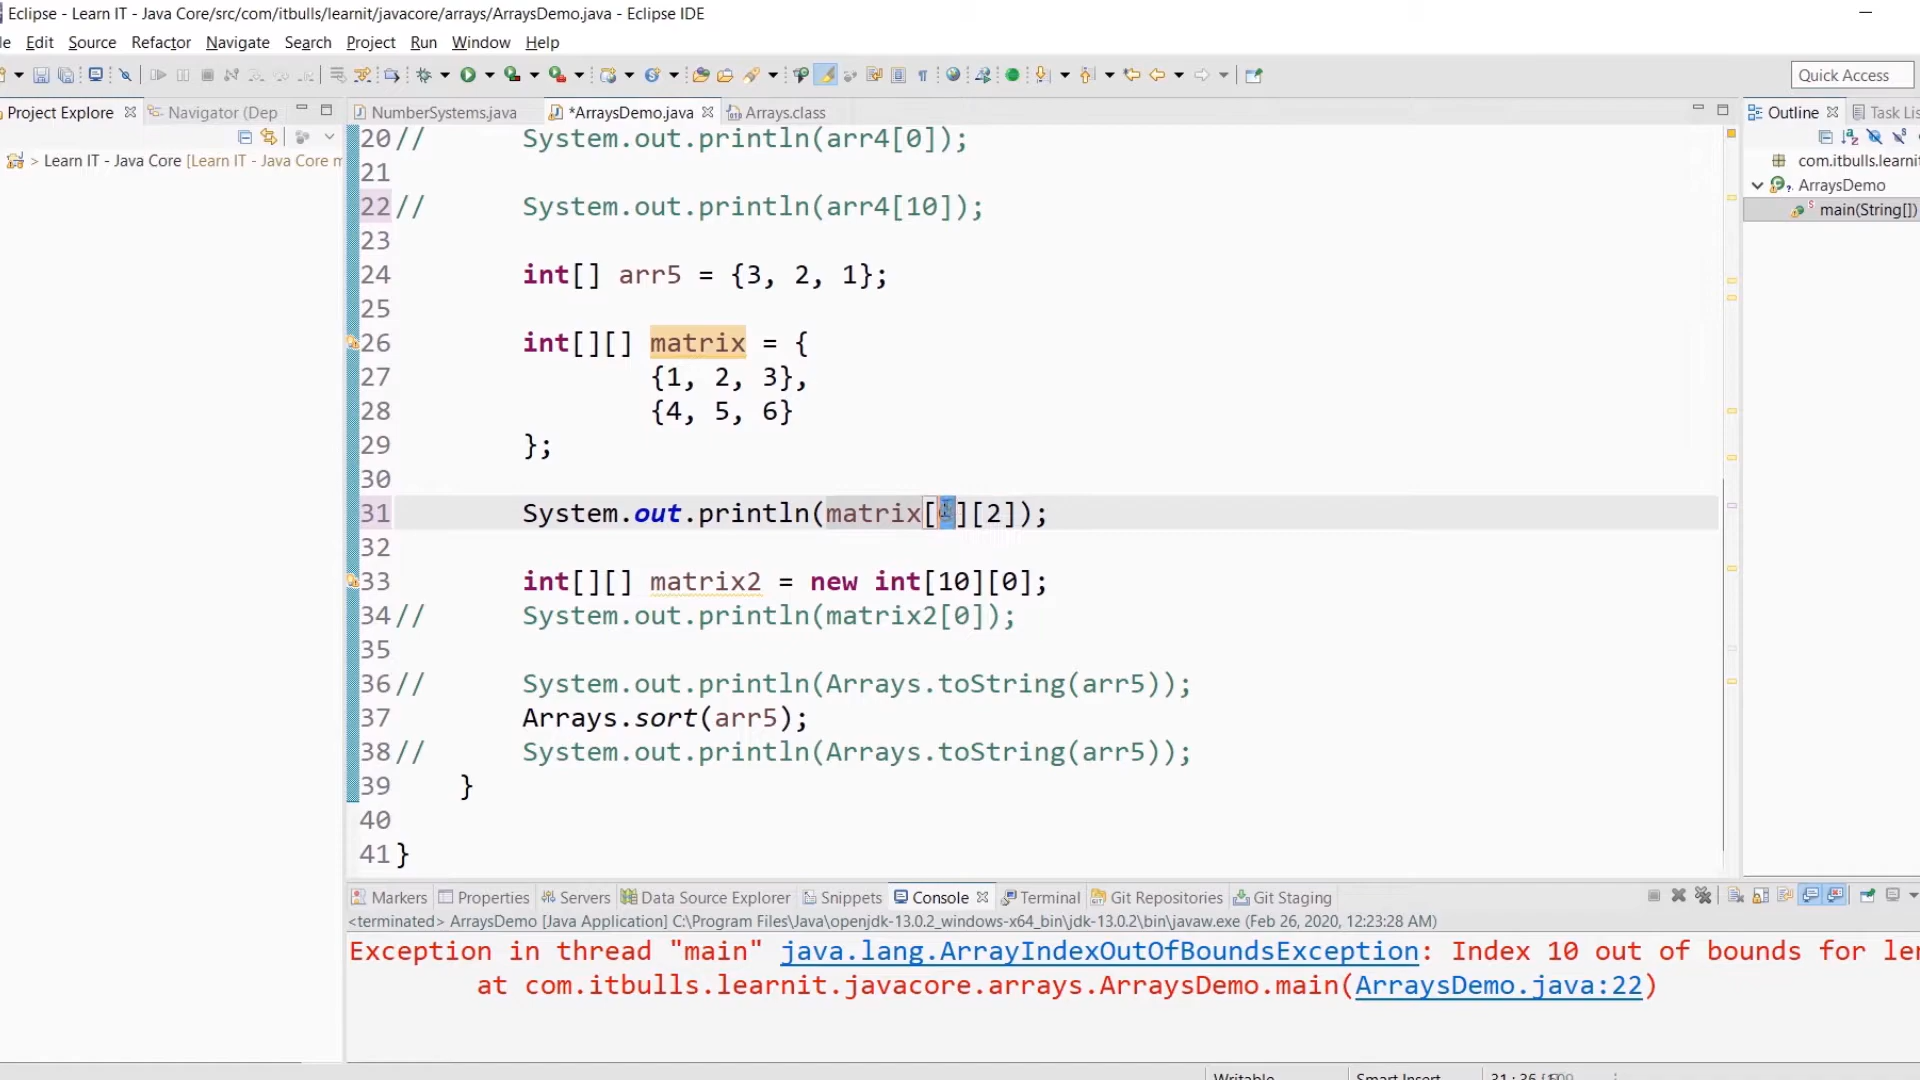 Eclipse - Learn IT - Java Core/src/com/itbulls/learnit/javacore/arrays/ArraysDemo.java - Eclipse IDE
le Edit Source Refactor Navigate Search Project Run Window Help
Quick Access
Project Explore Navigator (Dep NumberSystems.java *ArraysDemo.java Arrays.class Outline Task Lis
> Learn IT - Java Core [Learn IT - Java Core m
com.itbulls.learnit
ArraysDemo
main(String[])
20// System.out.println(arr4[0]);
21
22// System.out.println(arr4[10]);
23
24 int[] arr5 = {3, 2, 1};
25
26 int[][] matrix = {
27 {1, 2, 3},
28 {4, 5, 6}
29 };
30
31 System.out.println(matrix[][2]);
32
33 int[][] matrix2 = new int[10][0];
34// System.out.println(matrix2[0]);
35
36// System.out.println(Arrays.toString(arr5));
37 Arrays.sort(arr5);
38// System.out.println(Arrays.toString(arr5));
39 }
40
41 }
Markers Properties Servers Data Source Explorer Snippets Console Terminal Git Repositories Git Staging
<terminated> ArraysDemo [Java Application] C:\Program Files\Java\openjdk-13.0.2_windows-x64_bin\jdk-13.0.2\bin\javaw.exe (Feb 26, 2020, 12:23:28 AM)
Exception in thread "main" java.lang.ArrayIndexOutOfBoundsException: Index 10 out of bounds for len
at com.itbulls.learnit.javacore.arrays.ArraysDemo.main(ArraysDemo.java:22)
Writable Smart Insert